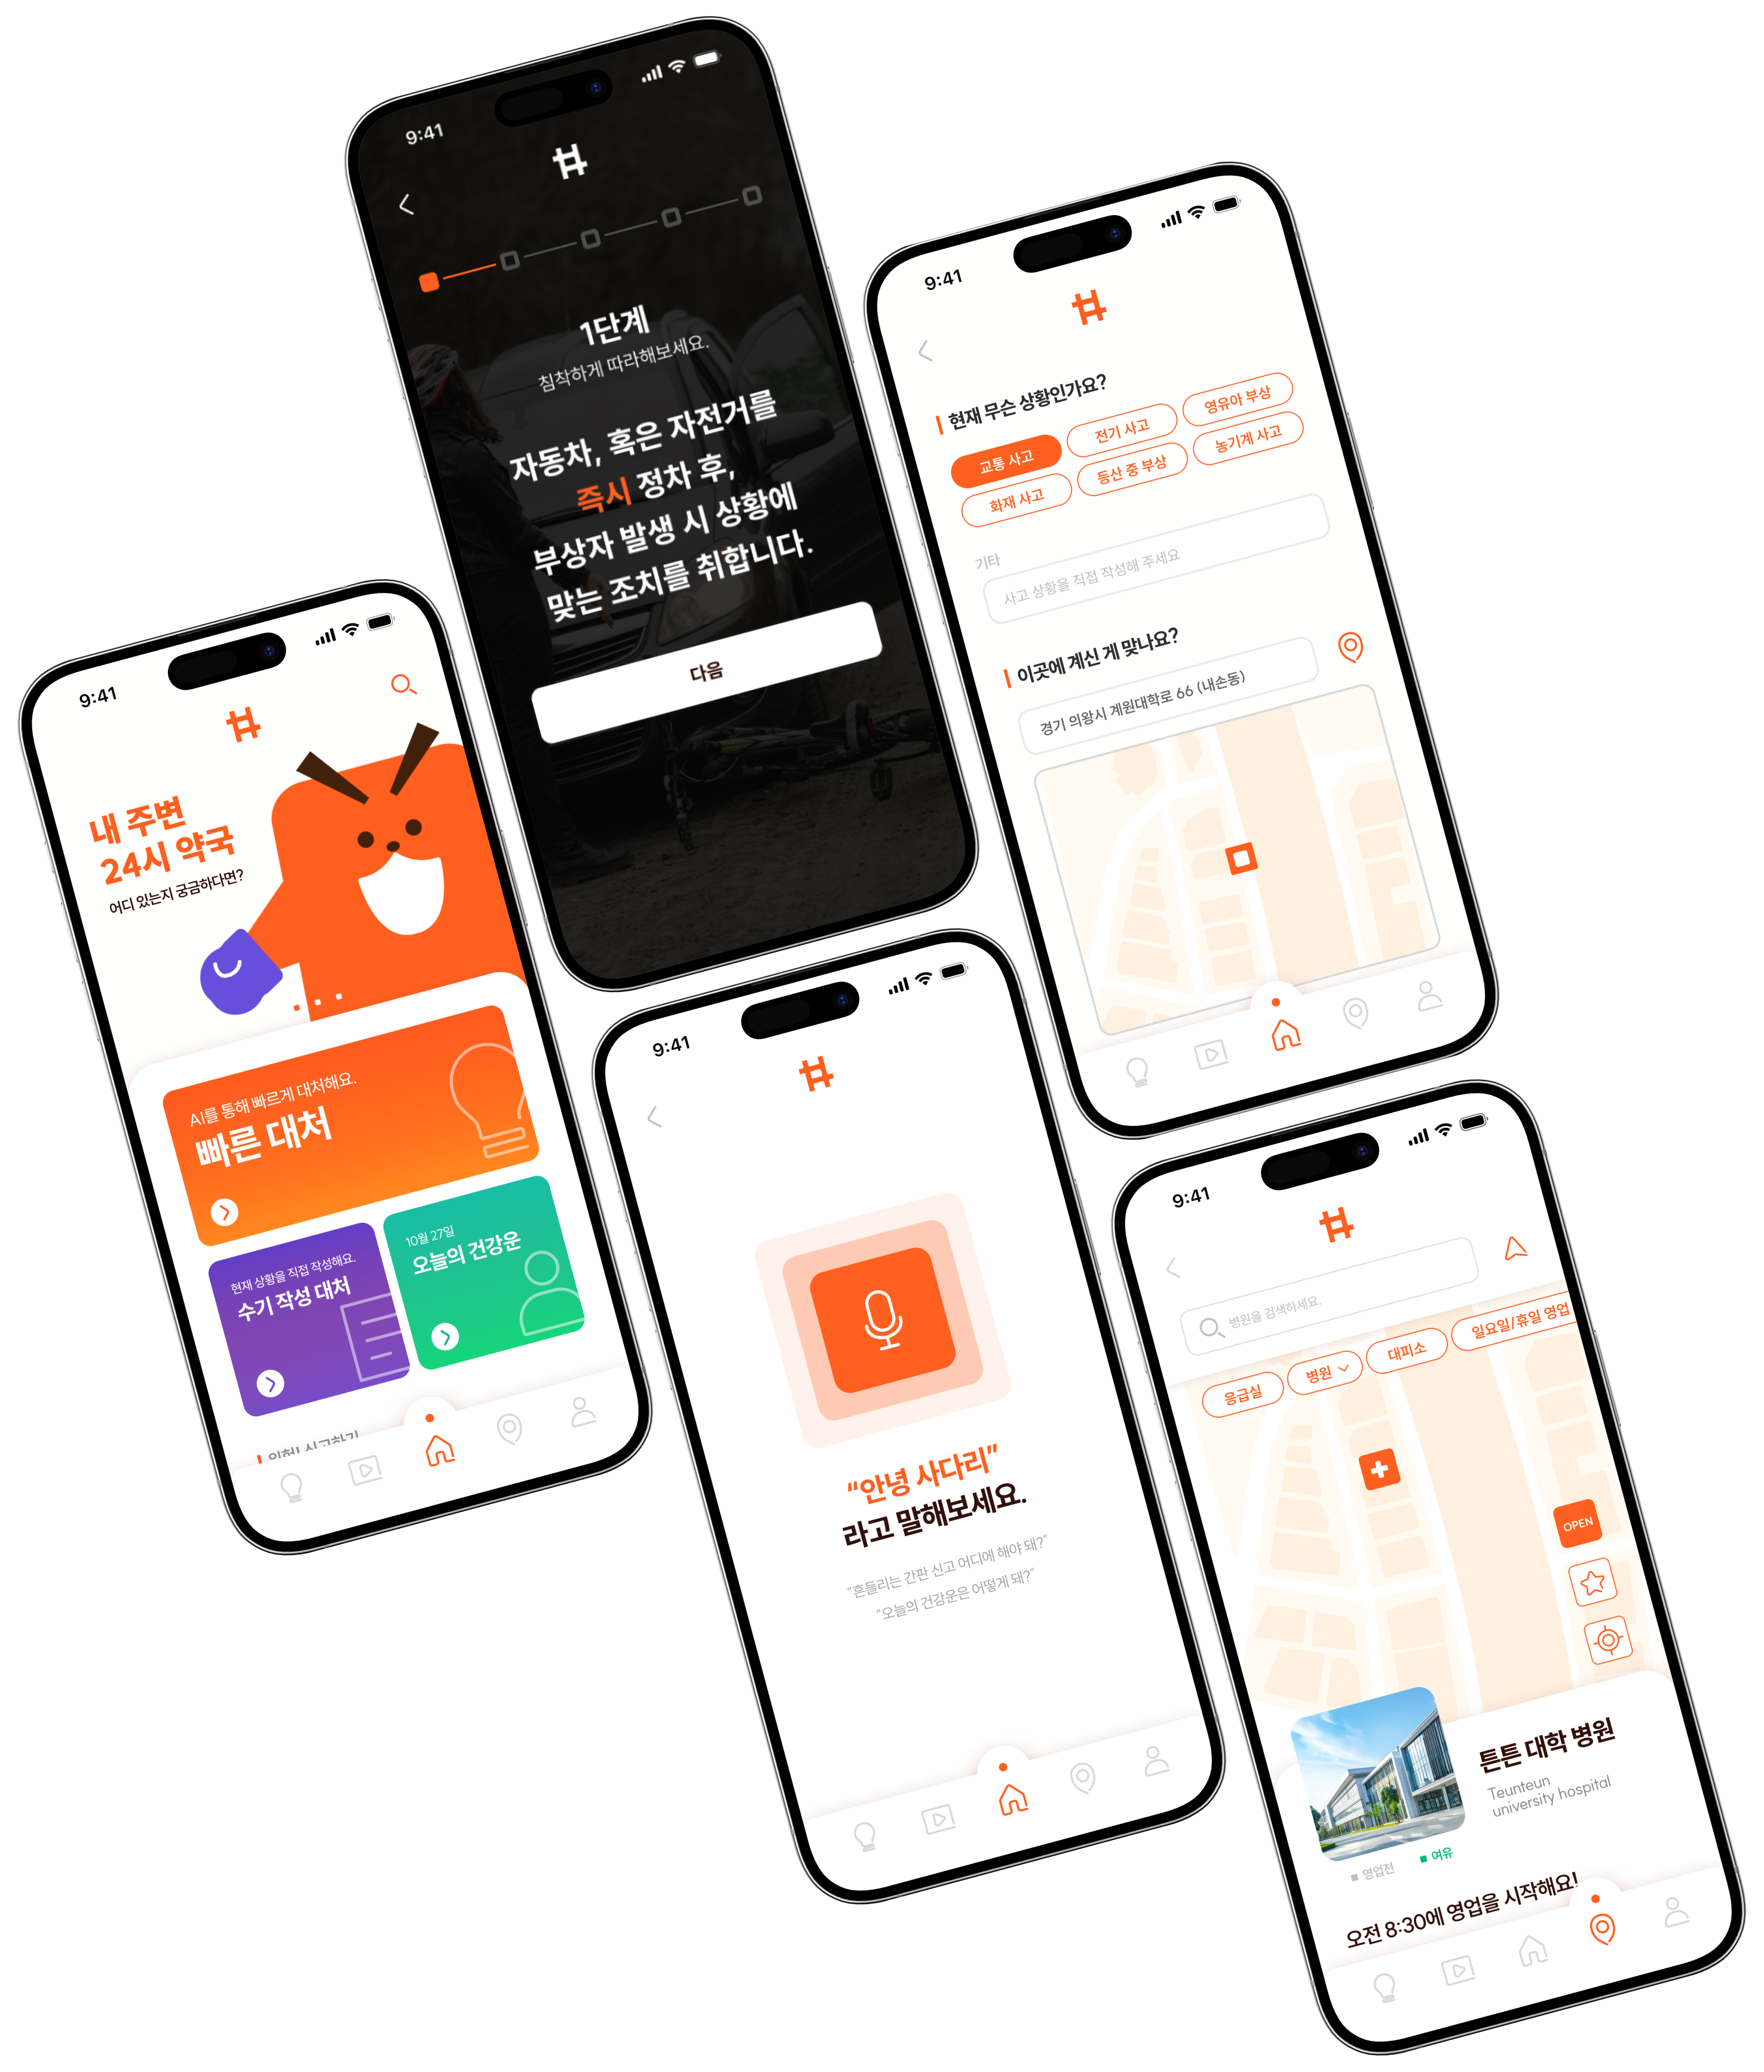 9:41
1단계
침착하게 따라해보세요.
자동차, 혹은 자전거를
즉시 정차 후,
부상자 발생 시 상황에
맞는 조치를 취합니다.
다음
9:41
현재 무슨 상황인가요?
교통 사고
전기 사고
영유아 부상
화재 사고
등산 중 부상
농기계 사고
기타
사고 상황을 직접 작성해 주세요
이곳에 계신 게 맞나요?
경기 의왕시 계원대학로 66 (내손동)
9:41
내 주변
24시 약국
어디 있는지 궁금하다면?
AI를 통해 빠르게 대처해요.
빠른 대처
현재 상황을 직접 작성해요.
수기 작성 대처
10월 27일
오늘의 건강운
위험! 신고하기
9:41
“안녕 사다리”
라고 말해보세요.
“흔들리는 간판 신고 어디에 해야 돼?”
“오늘의 건강운은 어떻게 돼?”
9:41
병원을 검색하세요.
응급실
병원
대피소
일요일/휴일 영업
OPEN
튼튼 대학 병원
Teunteun
university hospital
영업전
여유
오전 8:30에 영업을 시작해요!